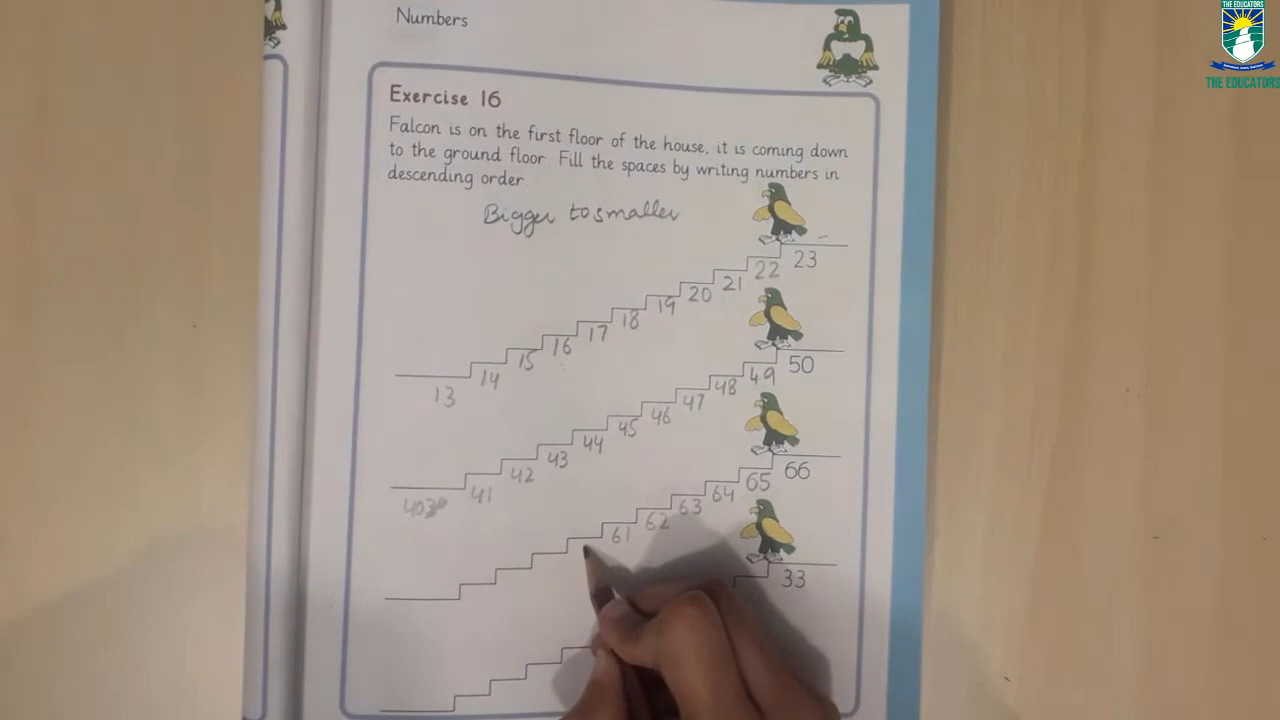 Numbers
THE EDUCATORS
THE EDUCATORS
Exercise 16
Falcon is on the first floor of the house, it is coming down
to the ground floor. Fill the spaces by writing numbers in
descending order.
Bigger to smaller
13 14 15 16 17 18 19 20 21 22 23
40 41 42 43 44 45 46 47 48 49 50
61 62 63 64 65 66
33